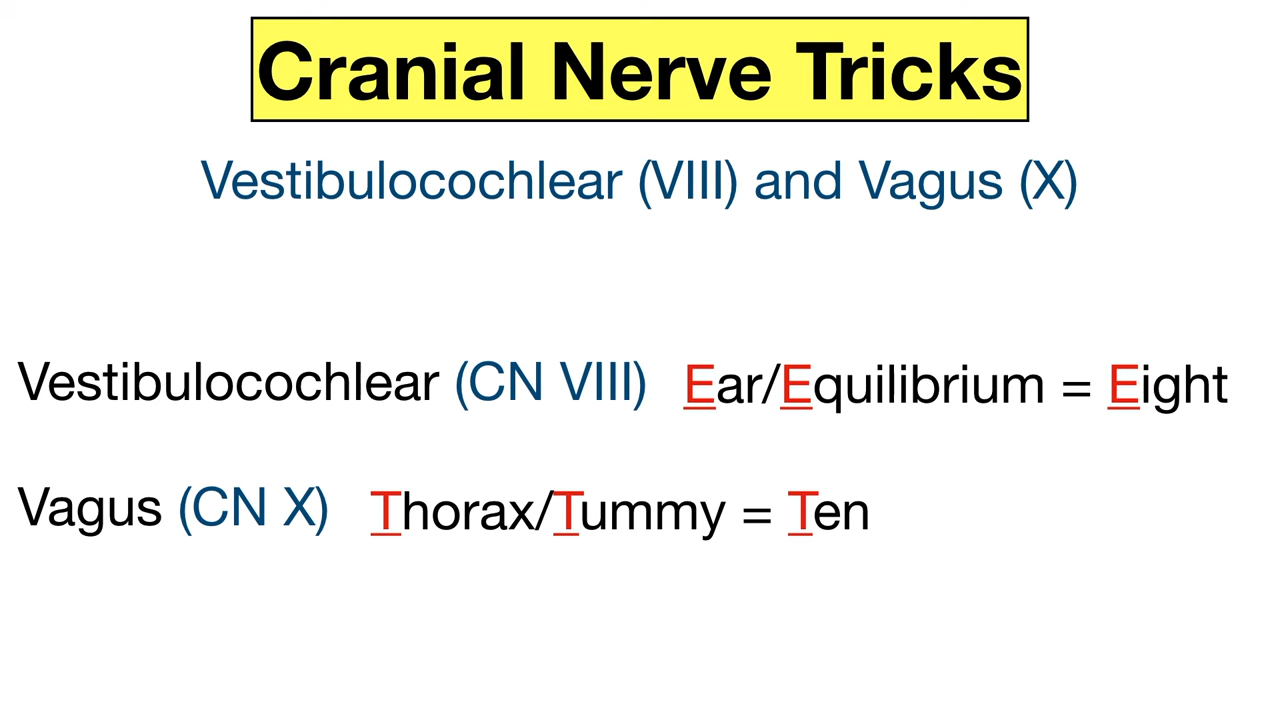 Cranial Nerve Tricks
Vestibulocochlear (VIII) and Vagus (X)
Vestibulocochlear (CN VIII) Ear/Equilibrium = Eight
Vagus (CN X) Thorax/Tummy = Ten